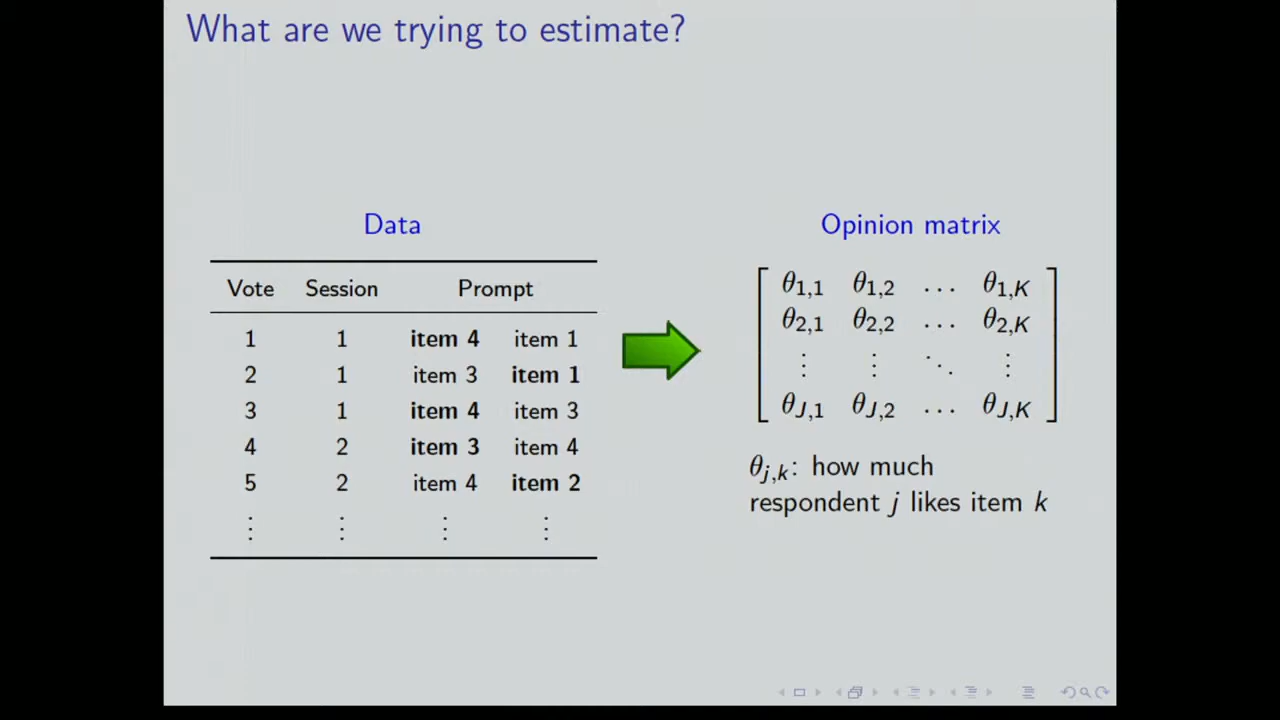 What are we trying to estimate?
Data
Vote Session Prompt
1 1 item 4 item 1
2 1 item 3 item 1
3 1 item 4 item 3
4 2 item 3 item 4
5 2 item 4 item 2
⋮ ⋮ ⋮ ⋮
Opinion matrix
θ1,1 θ1,2 … θ1,K
θ2,1 θ2,2 … θ2,K
⋮ ⋮ ⋱ ⋮
θJ,1 θJ,2 … θJ,K
θj,k: how much
respondent j likes item k